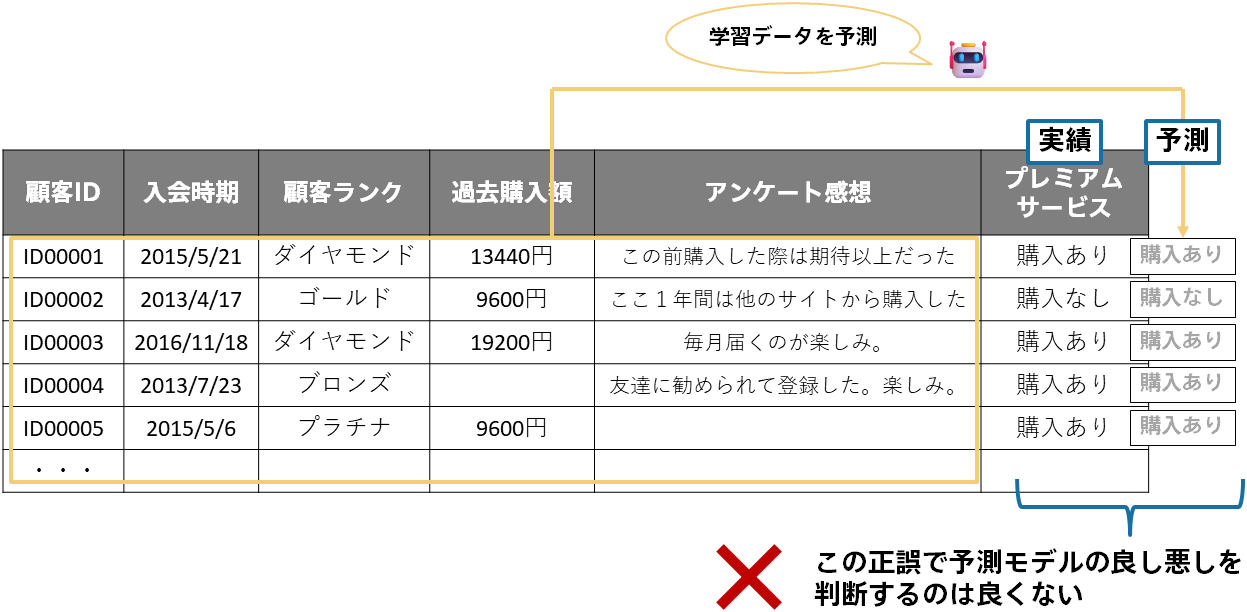 学習データを予測
実績
予測
顧客ID 入会時期 顧客ランク 過去購入額 アンケート感想 プレミアム
サービス
ID00001 2015/5/21 ダイヤモンド 13440円 この前購入した際は期待以上だった 購入あり 購入あり
ID00002 2013/4/17 ゴールド 9600円 ここ１年間は他のサイトから購入した 購入なし 購入なし
ID00003 2016/11/18 ダイヤモンド 19200円 毎月届くのが楽しみ。 購入あり 購入あり
ID00004 2013/7/23 ブロンズ 友達に勧められて登録した。楽しみ。 購入あり 購入あり
ID00005 2015/5/6 プラチナ 9600円 購入あり 購入あり
・・・
この正誤で予測モデルの良し悪しを
判断するのは良くない